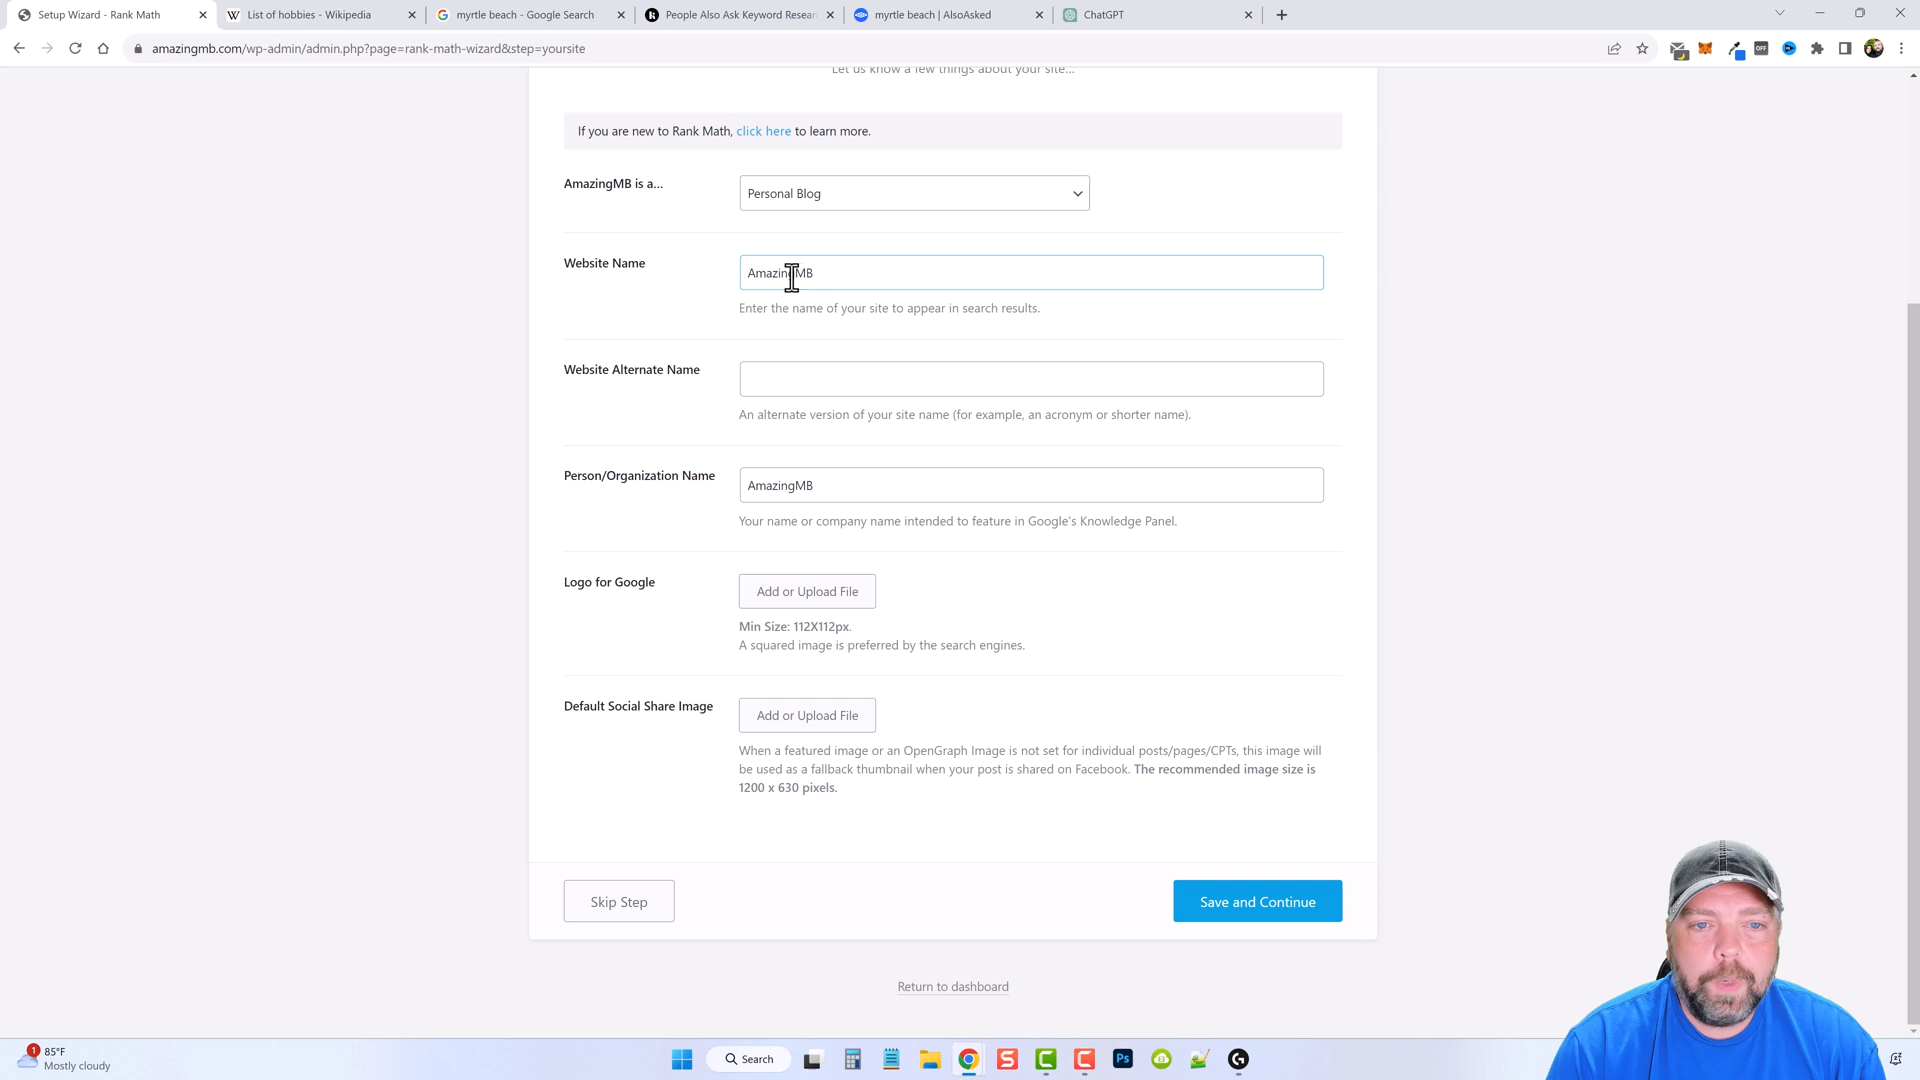 Setup Wizard - Rank Math
List of hobbies - Wikipedia
myrtle beach - Google Search
People Also Ask Keyword Resear
myrtle beach | AlsoAsked
ChatGPT
amazingmb.com/wp-admin/admin.php?page=rank-math-wizard&step=yoursite
OFF
Let us know a few things about your site...
If you are new to Rank Math, click here to learn more.
AmazingMB is a...
Personal Blog
Website Name
AmazingMB
Enter the name of your site to appear in search results.
Website Alternate Name
An alternate version of your site name (for example, an acronym or shorter name).
Person/Organization Name
AmazingMB
Your name or company name intended to feature in Google's Knowledge Panel.
Logo for Google
Add or Upload File
Min Size: 112X112px.
A squared image is preferred by the search engines.
Default Social Share Image
Add or Upload File
When a featured image or an OpenGraph Image is not set for individual posts/pages/CPTs, this image will
be used as a fallback thumbnail when your post is shared on Facebook. The recommended image size is
1200 x 630 pixels.
Skip Step
Save and Continue
Return to dashboard
1
85°F
Mostly cloudy
Search
S
C
C
Ps
G